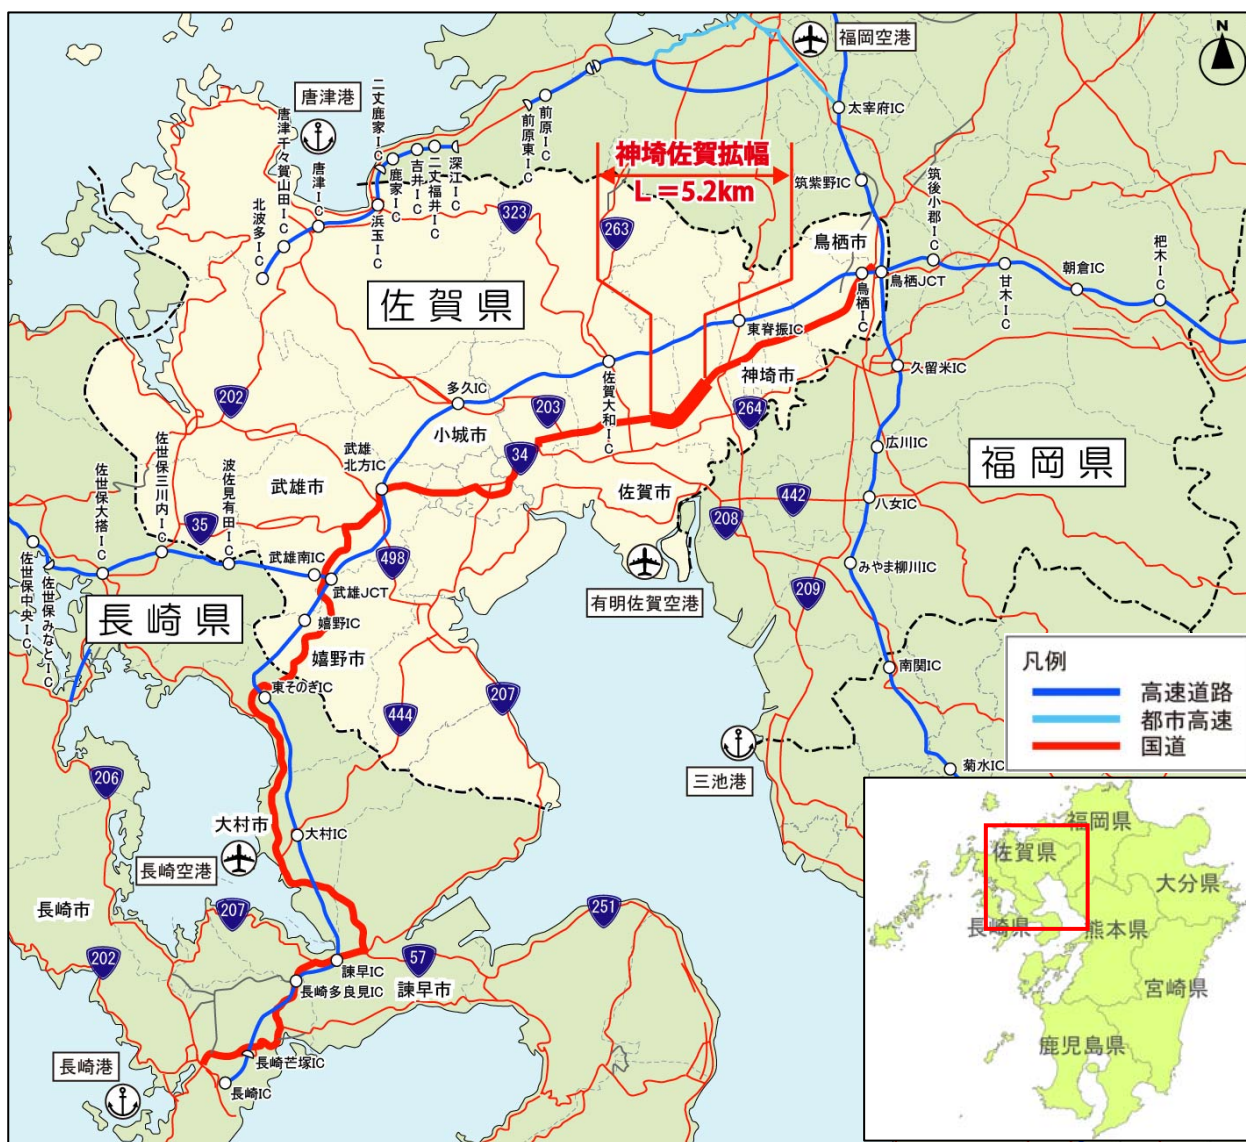 N
福岡空港
唐津港
二丈鹿家IC
前原IC
前原東IC
太宰府IC
唐津千々賀山田IC
唐津IC
北波多IC
浜玉IC
鹿家IC
吉井IC
二丈福井IC
深江IC
神埼佐賀拡幅
L=5.2km
筑紫野IC
筑後小郡IC
323
263
鳥栖市
鳥栖JCT
鳥栖IC
甘木IC
朝倉IC
杷木IC
佐賀県
東脊振IC
久留米IC
神埼市
佐賀大和IC
多久IC
202
203
264
小城市
34
広川IC
福岡県
武雄北方IC
武雄市
佐賀市
442
八女IC
佐世保大塔IC
佐世保三川内IC
波佐見有田IC
35
208
498
武雄南IC
武雄JCT
みやま柳川IC
有明佐賀空港
209
佐世保中央IC
佐世保みなとIC
長崎県
嬉野IC
嬉野市
東そのぎIC
南関IC
凡例
高速道路
都市高速
国道
207
444
三池港
菊水IC
206
大村市
大村IC
長崎空港
長崎市
207
251
202
57
諫早IC
諫早市
長崎多良見IC
長崎芒塚IC
長崎港
長崎IC
福岡県
佐賀県
大分県
長崎県
熊本県
宮崎県
鹿児島県